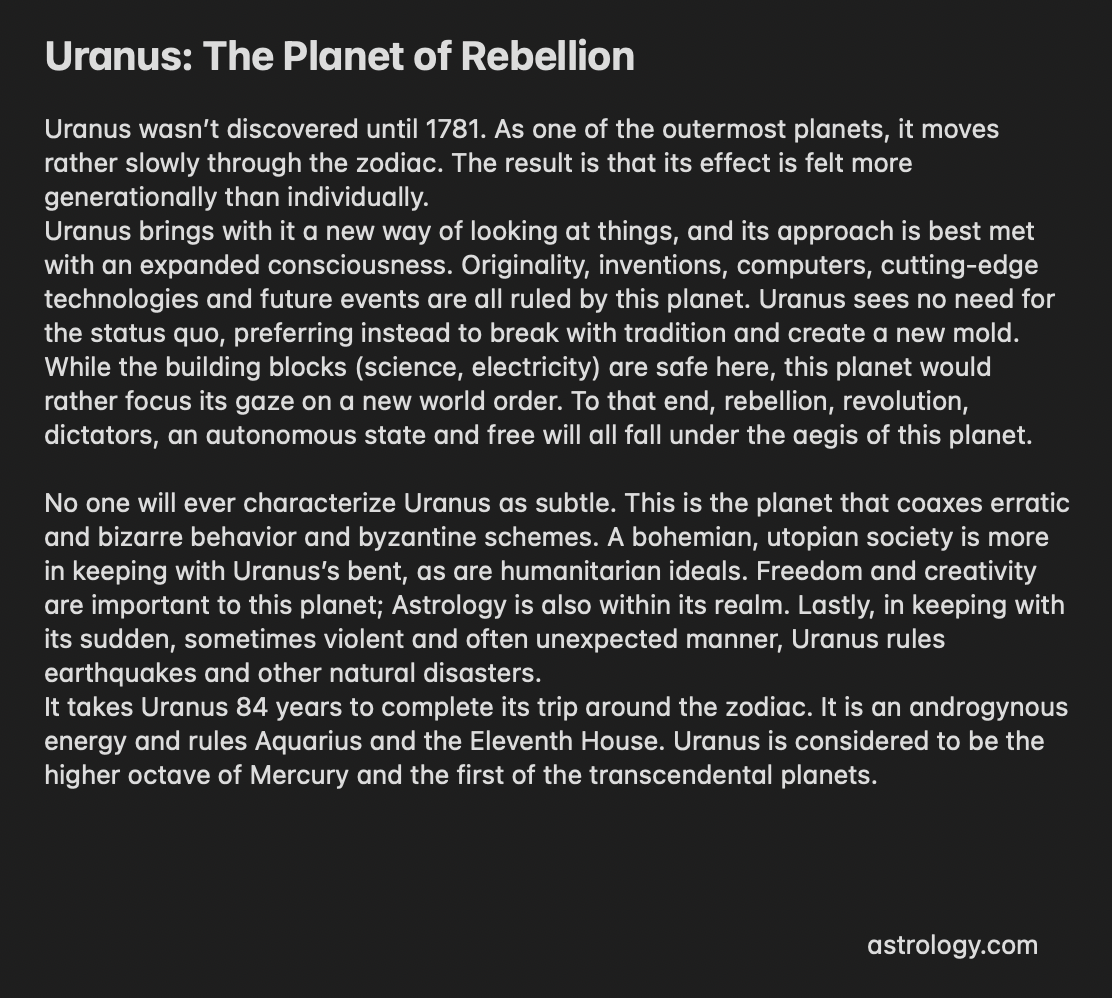 Uranus: The Planet of Rebellion
Uranus wasn’t discovered until 1781. As one of the outermost planets, it moves
rather slowly through the zodiac. The result is that its effect is felt more
generationally than individually.
Uranus brings with it a new way of looking at things, and its approach is best met
with an expanded consciousness. Originality, inventions, computers, cutting-edge
technologies and future events are all ruled by this planet. Uranus sees no need for
the status quo, preferring instead to break with tradition and create a new mold.
While the building blocks (science, electricity) are safe here, this planet would
rather focus its gaze on a new world order. To that end, rebellion, revolution,
dictators, an autonomous state and free will all fall under the aegis of this planet.
No one will ever characterize Uranus as subtle. This is the planet that coaxes erratic
and bizarre behavior and byzantine schemes. A bohemian, utopian society is more
in keeping with Uranus’s bent, as are humanitarian ideals. Freedom and creativity
are important to this planet; Astrology is also within its realm. Lastly, in keeping with
its sudden, sometimes violent and often unexpected manner, Uranus rules
earthquakes and other natural disasters.
It takes Uranus 84 years to complete its trip around the zodiac. It is an androgynous
energy and rules Aquarius and the Eleventh House. Uranus is considered to be the
higher octave of Mercury and the first of the transcendental planets.
astrology.com